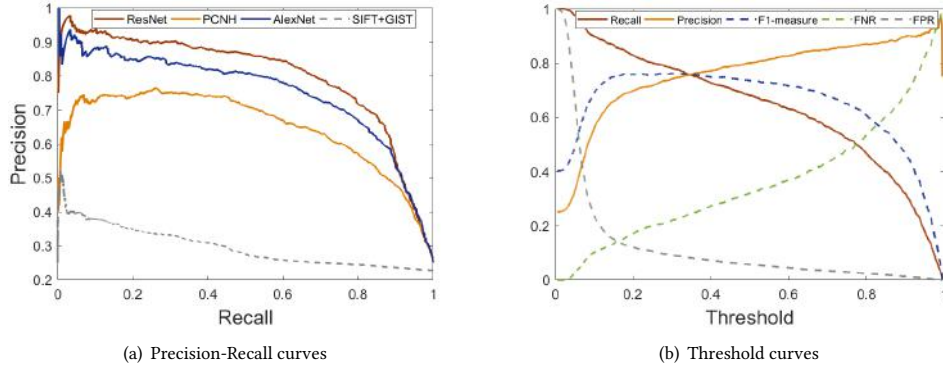 ResNet PCNH AlexNet SIFT+GIST
1
0.9
0.8
0.7
0.6
0.5
0.4
0.3
0.2
Precision
0 0.2 0.4 0.6 0.8 1
Recall
(a) Precision-Recall curves
Recall Precision F1-measure FNR FPR
1
0.8
0.6
0.4
0.2
0
0 0.2 0.4 0.6 0.8 1
Threshold
(b) Threshold curves